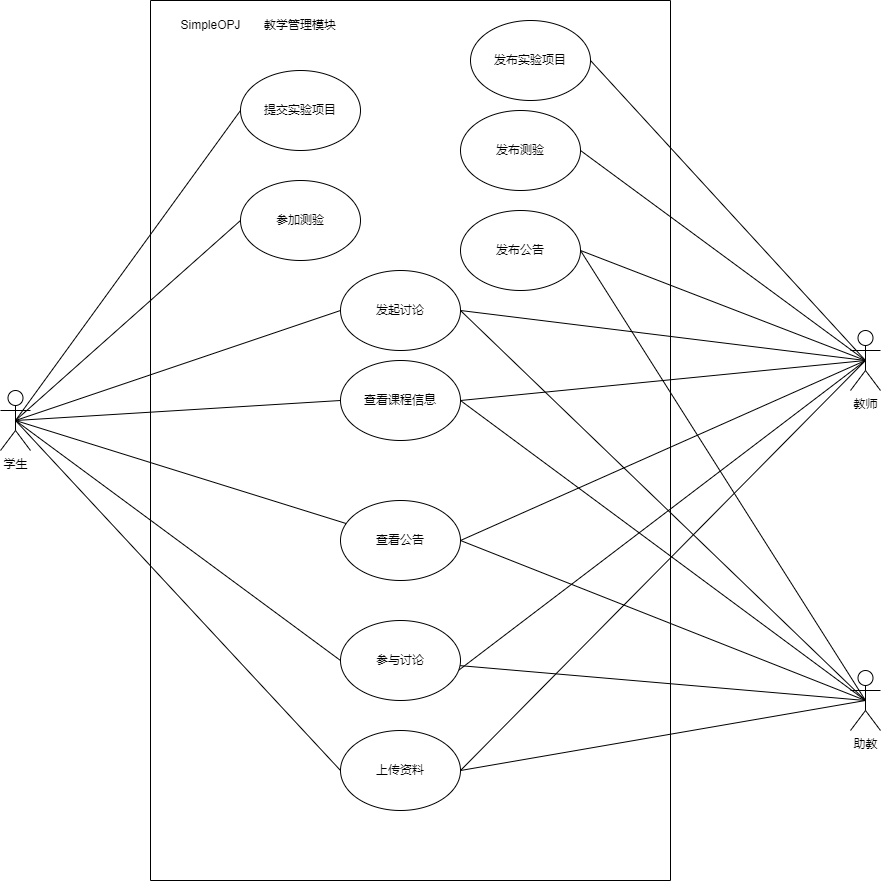 SimpleOPJ 教学管理模块
发布实验项目
提交实验项目
发布测验
参加测验
发布公告
发起讨论
查看课程信息
教师
学生
查看公告
参与讨论
助教
上传资料